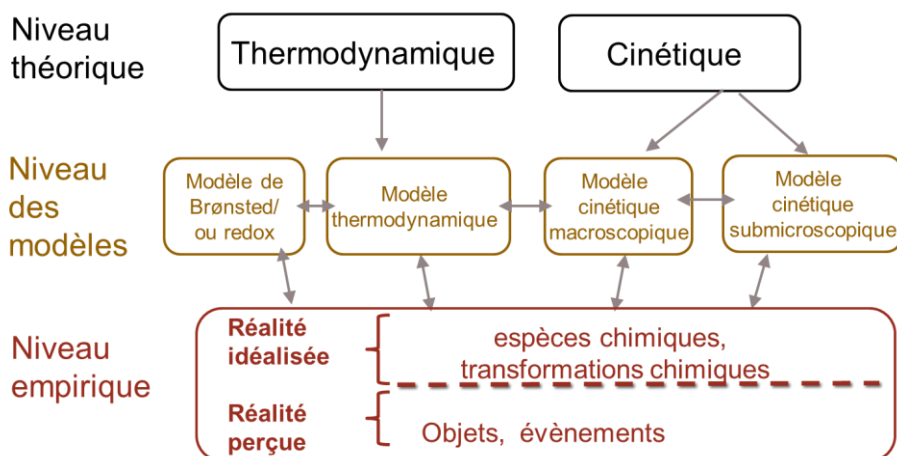 Niveau
théorique
Thermodynamique
Cinétique
Niveau
des
modèles
Modèle de
Brønsted/
ou redox
Modèle
thermodynamique
Modèle
cinétique
macroscopique
Modèle
cinétique
submicroscopique
Niveau
empirique
Réalité
idéalisée
espèces chimiques,
transformations chimiques
Réalité
perçue
Objets, évènements